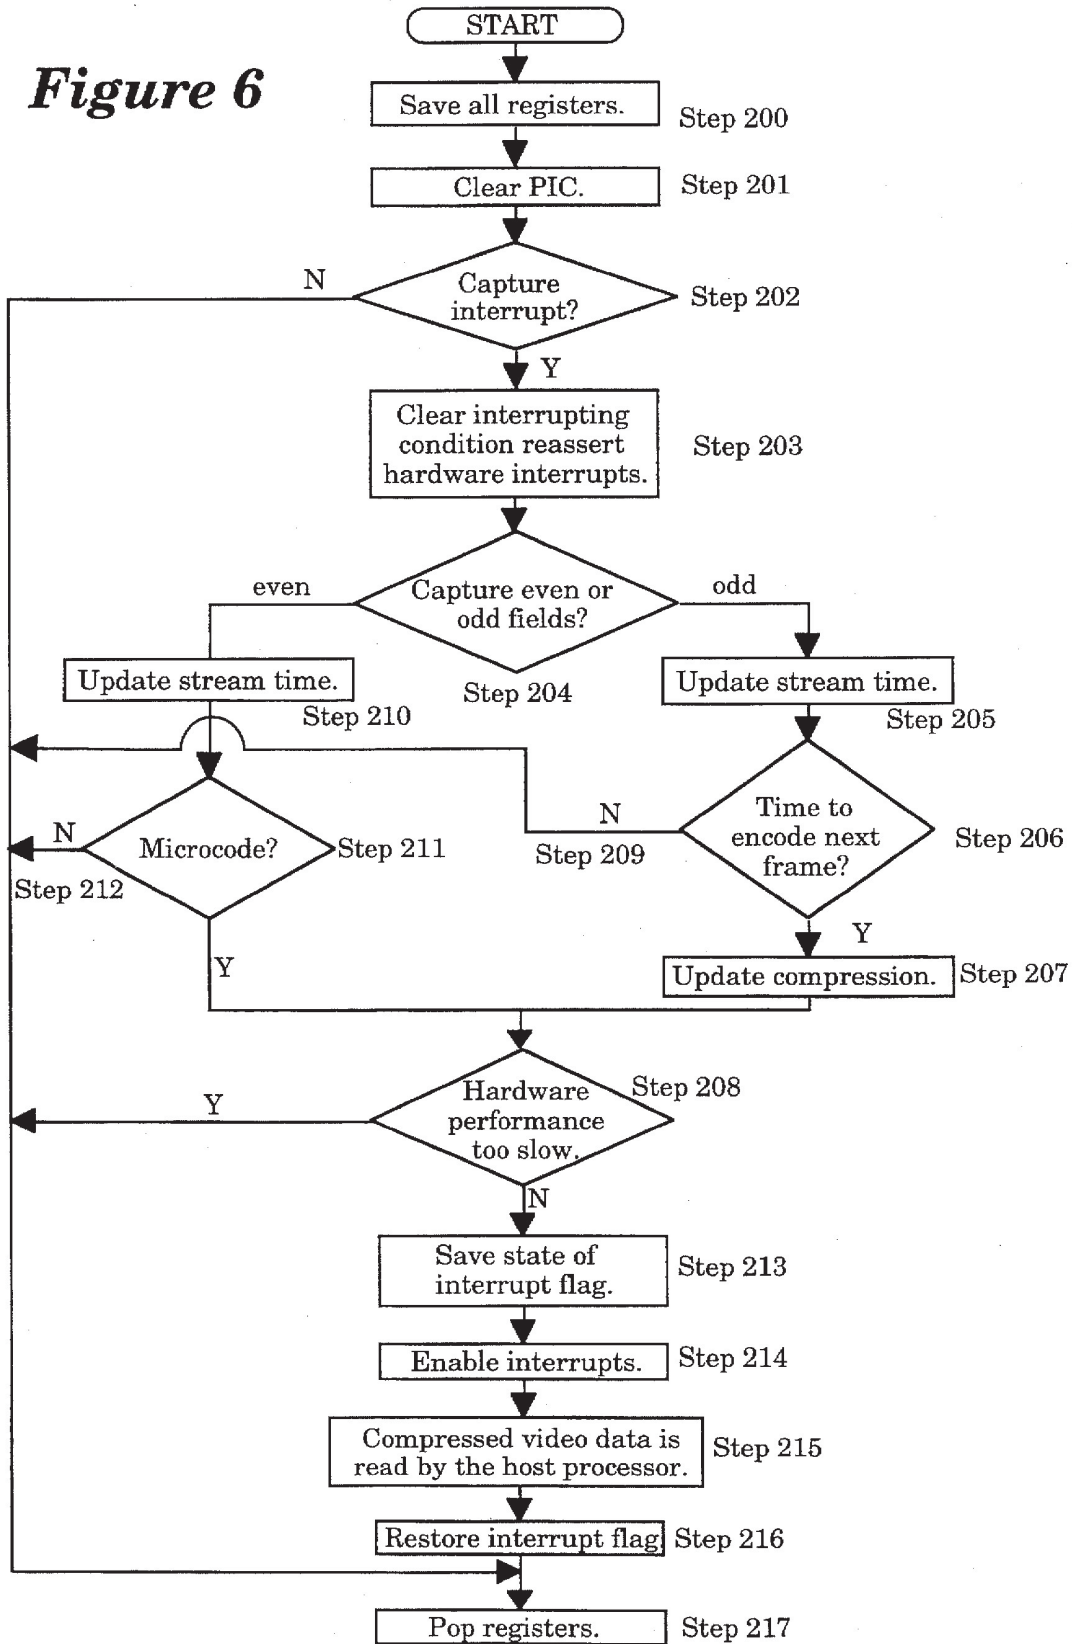 START
Figure 6
Save all registers.
Step 200
Clear PIC.
Step 201
N
Capture
interrupt?
Step 202
Y
Clear interrupting
condition reassert
hardware interrupts.
Step 203
even
Capture even or
odd fields?
odd
Step 204
Update stream time.
Step 210
Update stream time.
Step 205
N
Microcode?
Step 211
Step 212
N
Step 209
Time to
encode next
frame?
Step 206
Y
Y
Update compression.
Step 207
Hardware
performance
too slow.
Step 208
Y
N
Save state of
interrupt flag.
Step 213
Enable interrupts.
Step 214
Compressed video data is
read by the host processor.
Step 215
Restore interrupt flag
Step 216
Pop registers.
Step 217